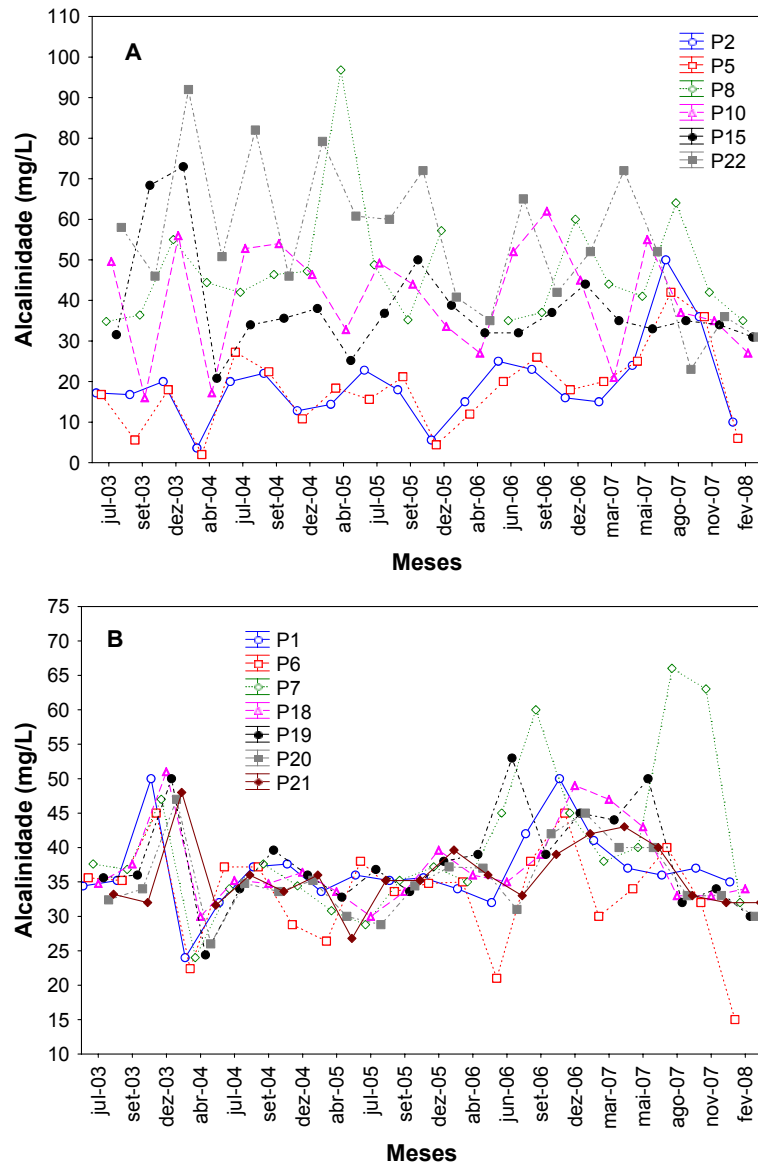 A
Alcalinidade (mg/L)
110
100
90
80
70
60
50
40
30
20
10
0
P2
P5
P8
P10
P15
P22
jul-03
set-03
dez-03
abr-04
jul-04
set-04
dez-04
abr-05
jul-05
set-05
dez-05
abr-06
jun-06
set-06
dez-06
mar-07
mai-07
ago-07
nov-07
fev-08
Meses
B
Alcalinidade (mg/L)
75
70
65
60
55
50
45
40
35
30
25
20
15
10
P1
P6
P7
P18
P19
P20
P21
jul-03
set-03
dez-03
abr-04
jul-04
set-04
dez-04
abr-05
jul-05
set-05
dez-05
abr-06
jun-06
set-06
dez-06
mar-07
mai-07
ago-07
nov-07
fev-08
Meses